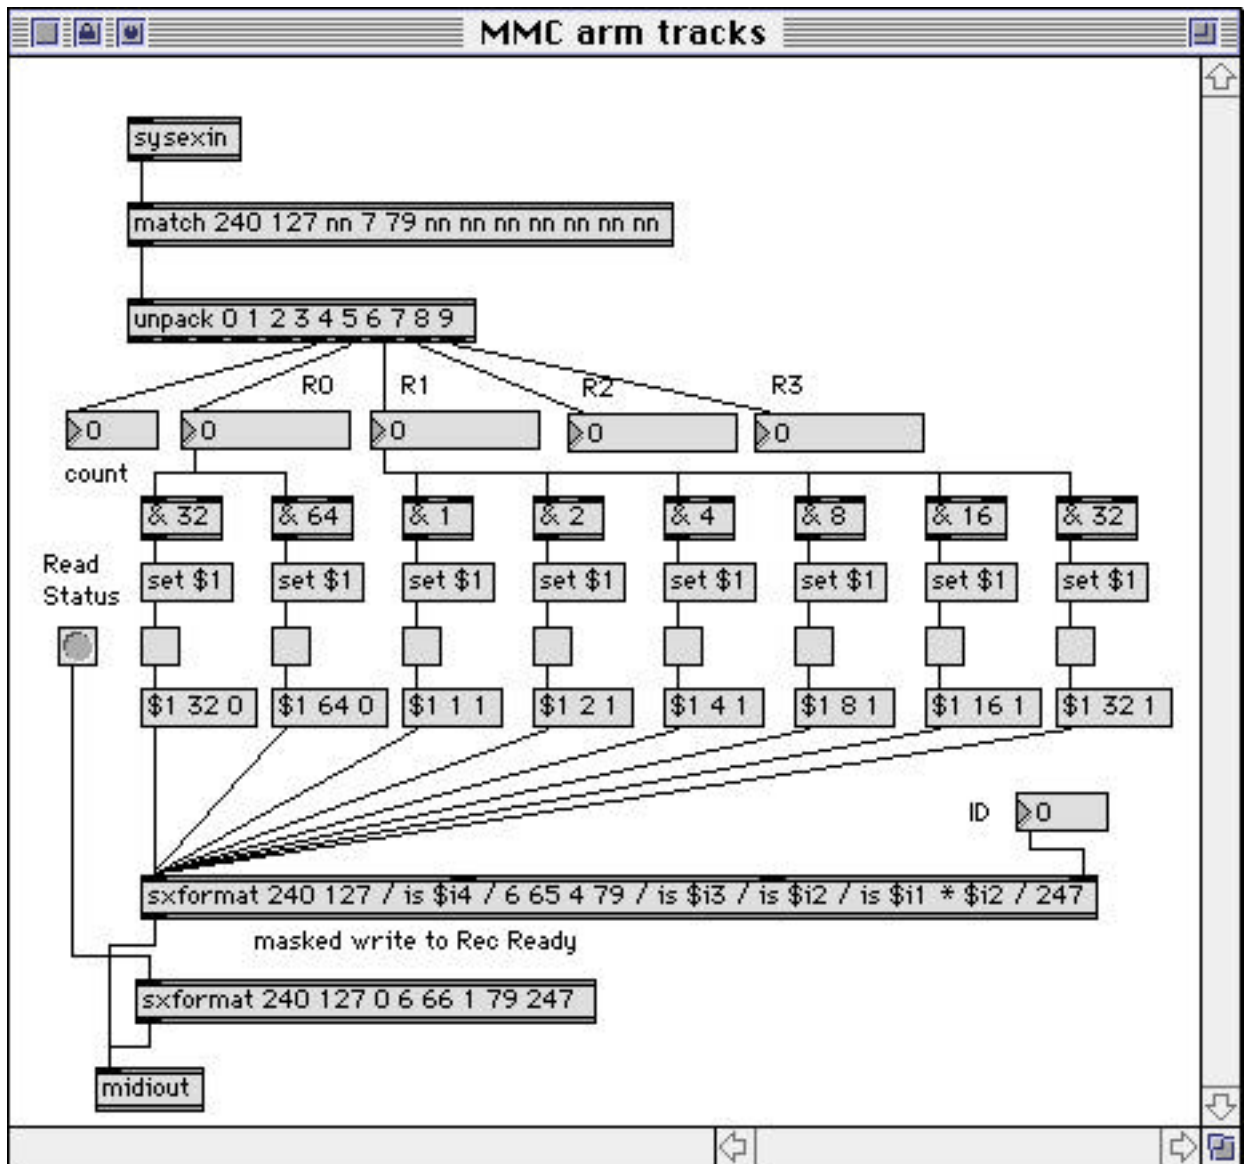 MMC arm tracks
sysexin
match 240 127 nn 7 79 nn nn nn nn nn nn nn
unpack 0 1 2 3 4 5 6 7 8 9
R0 R1 R2 R3
0 0 0 0 0
count
& 32 & 64 & 1 & 2 & 4 & 8 & 16 & 32
Read
Status
set $1 set $1 set $1 set $1 set $1 set $1 set $1 set $1
$1 32 0 $1 64 0 $1 1 1 $1 2 1 $1 4 1 $1 8 1 $1 16 1 $1 32 1
ID 0
sxformat 240 127 / is $i4 / 6 65 4 79 / is $i3 / is $i2 / is $i1 * $i2 / 247
masked write to Rec Ready
sxformat 240 127 0 6 66 1 79 247
midiout